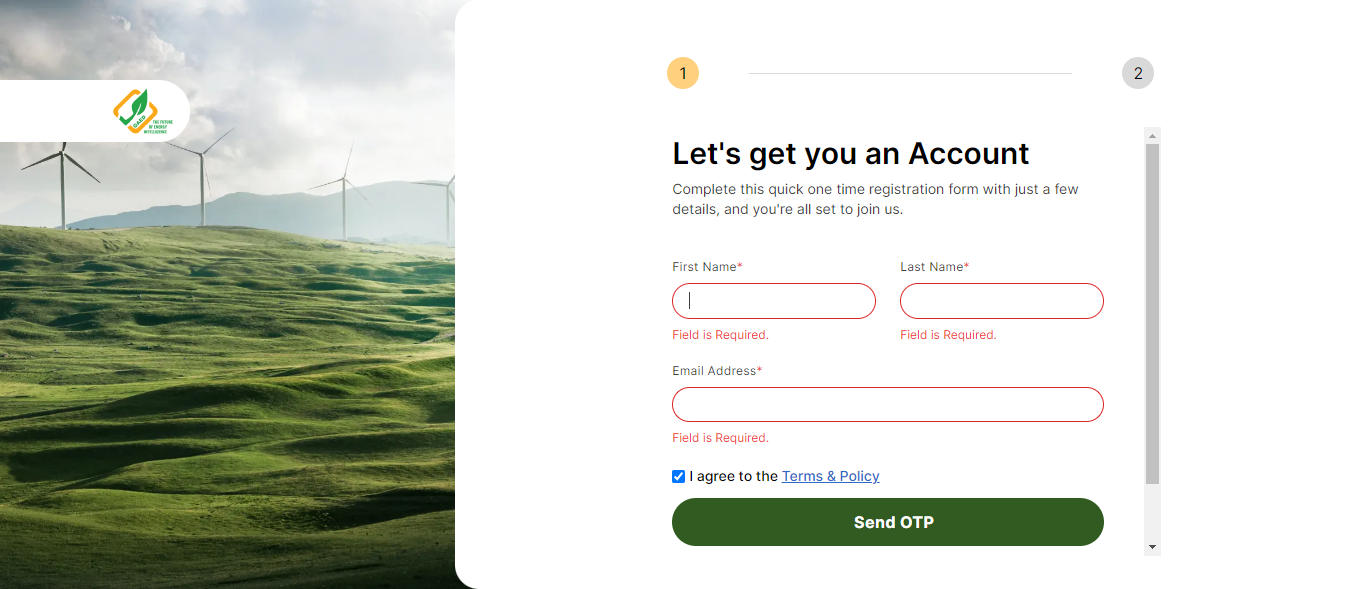 GAEP
THE FUTURE
OF ENERGY
INTELLIGENCE
1
2
Let's get you an Account
Complete this quick one time registration form with just a few
details, and you're all set to join us.
First Name*
Last Name*
Field is Required.
Field is Required.
Email Address*
Field is Required.
I agree to the Terms & Policy
Send OTP